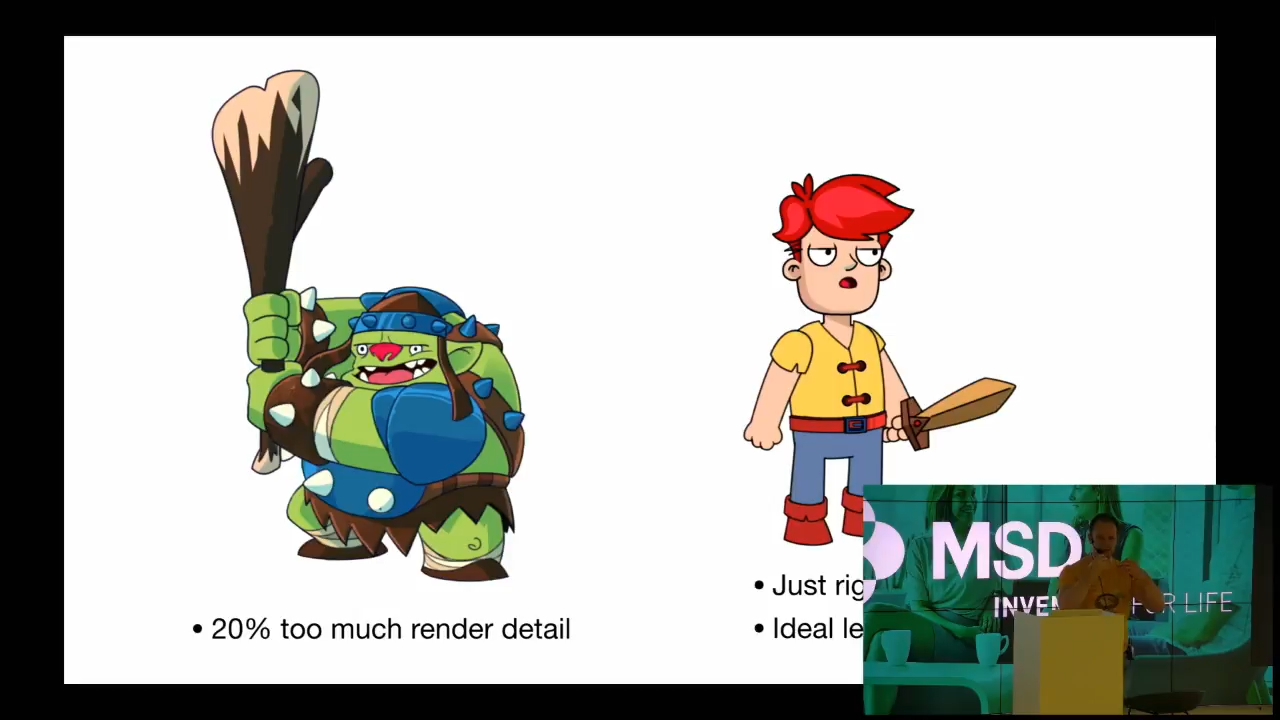 • 20% too much render detail
• Just rig
• Ideal le
MSD
INVEN FOR LIFE